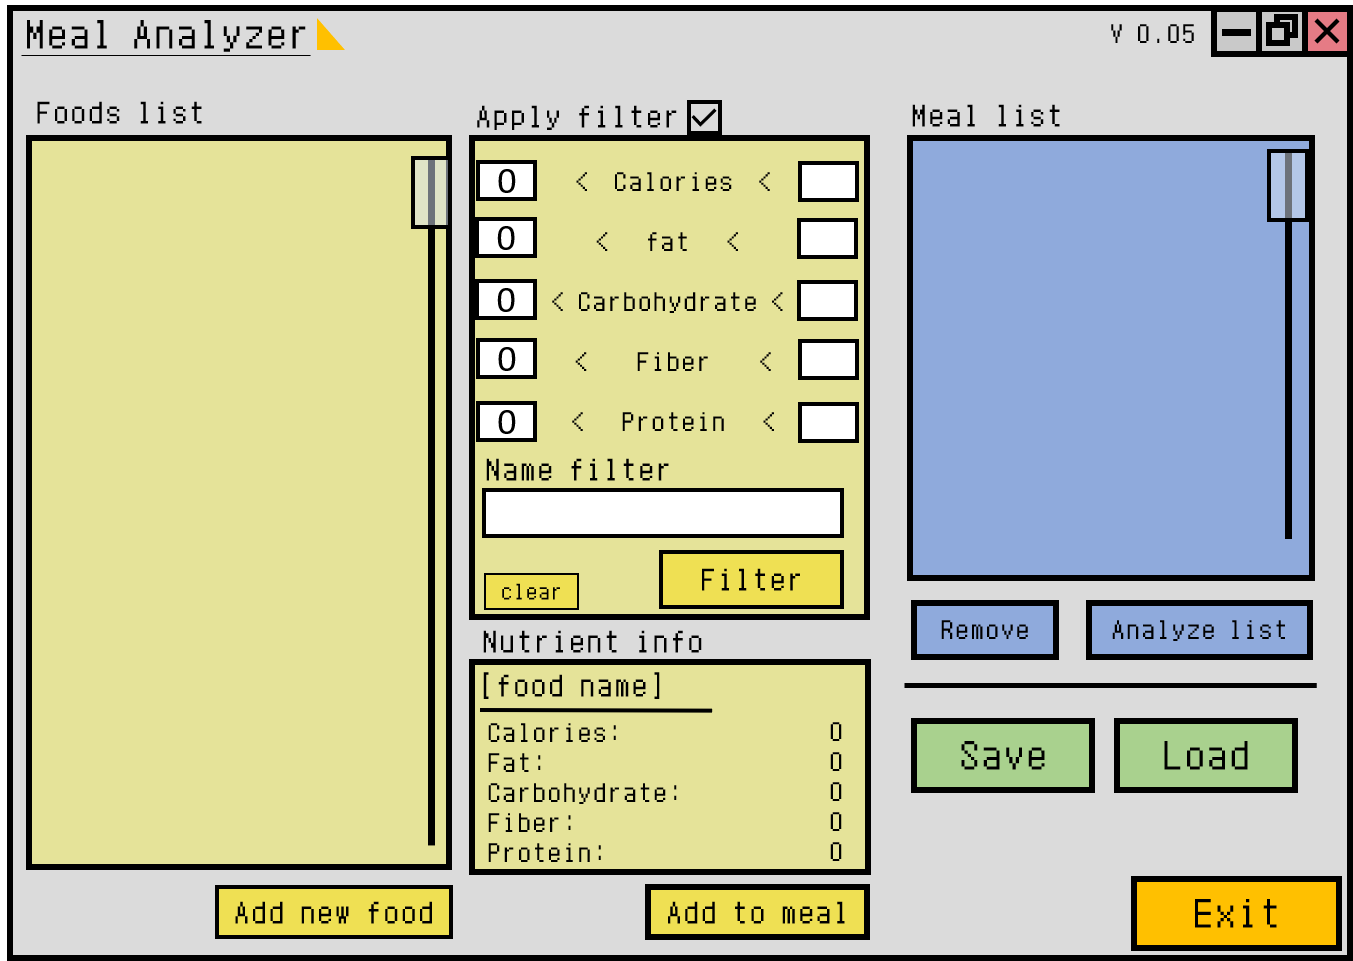 Meal Analyzer
V 0.05
Foods list
Apply filter
0 < Calories <
0 < fat <
0 < Carbohydrate <
0 < Fiber <
0 < Protein <
Name filter
clear
Filter
Nutrient info
[food name]
Calories: 0
Fat: 0
Carbohydrate: 0
Fiber: 0
Protein: 0
Add new food
Add to meal
Meal list
Remove
Analyze list
Save
Load
Exit